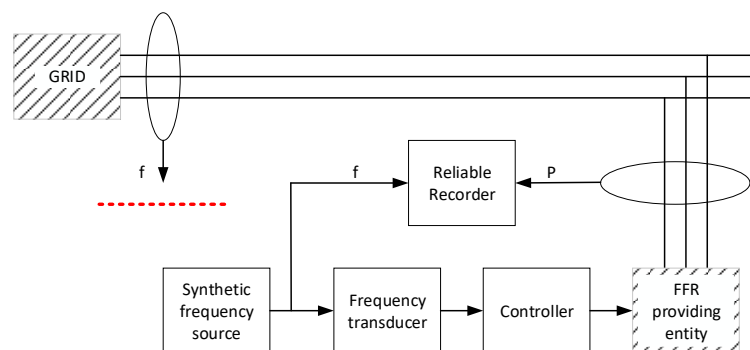 GRID
f
f
P
Reliable
Recorder
Synthetic
frequency
source
Frequency
transducer
Controller
FFR
providing
entity